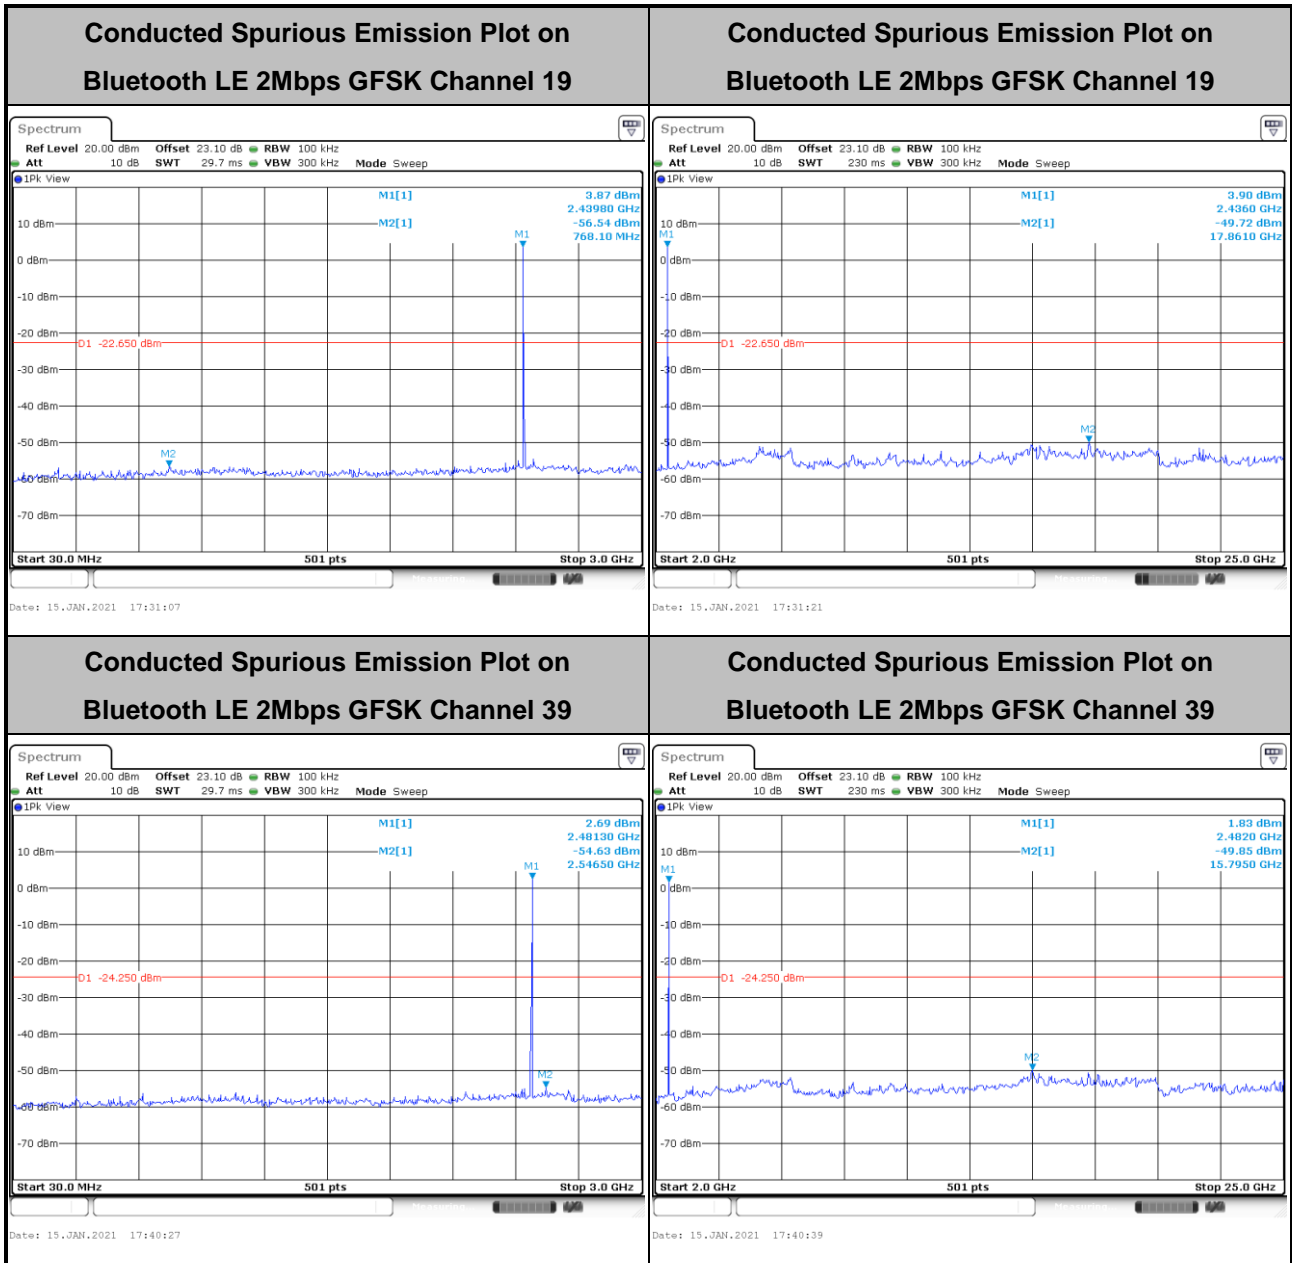 Conducted Spurious Emission Plot on
Bluetooth LE 2Mbps GFSK Channel 19
Spectrum
Ref Level 20.00 dBm Offset 23.10 dB RBW 100 kHz
Att 10 dB SWT 29.7 ms VBW 300 kHz Mode Sweep
1Pk View
M1[1] 3.87 dBm
2.43980 GHz
M2[1] -56.54 dBm
768.10 MHz
10 dBm
M1
0 dBm
-10 dBm
-20 dBm
D1 -22.650 dBm
-30 dBm
-40 dBm
-50 dBm
M2
-60 dBm
-70 dBm
Start 30.0 MHz 501 pts Stop 3.0 GHz
Measuring
Date: 15.JAN.2021 17:31:07
Conducted Spurious Emission Plot on
Bluetooth LE 2Mbps GFSK Channel 19
Spectrum
Ref Level 20.00 dBm Offset 23.10 dB RBW 100 kHz
Att 10 dB SWT 230 ms VBW 300 kHz Mode Sweep
1Pk View
M1[1] 3.90 dBm
2.4360 GHz
M2[1] -49.72 dBm
17.8610 GHz
10 dBm
M1
0 dBm
-10 dBm
-20 dBm
D1 -22.650 dBm
-30 dBm
-40 dBm
M2
-50 dBm
-60 dBm
-70 dBm
Start 2.0 GHz 501 pts Stop 25.0 GHz
Measuring
Date: 15.JAN.2021 17:31:21
Conducted Spurious Emission Plot on
Bluetooth LE 2Mbps GFSK Channel 39
Spectrum
Ref Level 20.00 dBm Offset 23.10 dB RBW 100 kHz
Att 10 dB SWT 29.7 ms VBW 300 kHz Mode Sweep
1Pk View
M1[1] 2.69 dBm
2.48130 GHz
M2[1] -54.63 dBm
2.54650 GHz
10 dBm
M1
0 dBm
-10 dBm
-20 dBm
D1 -24.250 dBm
-30 dBm
-40 dBm
-50 dBm
M2
-60 dBm
-70 dBm
Start 30.0 MHz 501 pts Stop 3.0 GHz
Measuring
Date: 15.JAN.2021 17:40:27
Conducted Spurious Emission Plot on
Bluetooth LE 2Mbps GFSK Channel 39
Spectrum
Ref Level 20.00 dBm Offset 23.10 dB RBW 100 kHz
Att 10 dB SWT 230 ms VBW 300 kHz Mode Sweep
1Pk View
M1[1] 1.83 dBm
2.4820 GHz
M2[1] -49.85 dBm
15.7950 GHz
10 dBm
M1
0 dBm
-10 dBm
-20 dBm
D1 -24.250 dBm
-30 dBm
-40 dBm
M2
-50 dBm
-60 dBm
-70 dBm
Start 2.0 GHz 501 pts Stop 25.0 GHz
Measuring
Date: 15.JAN.2021 17:40:39